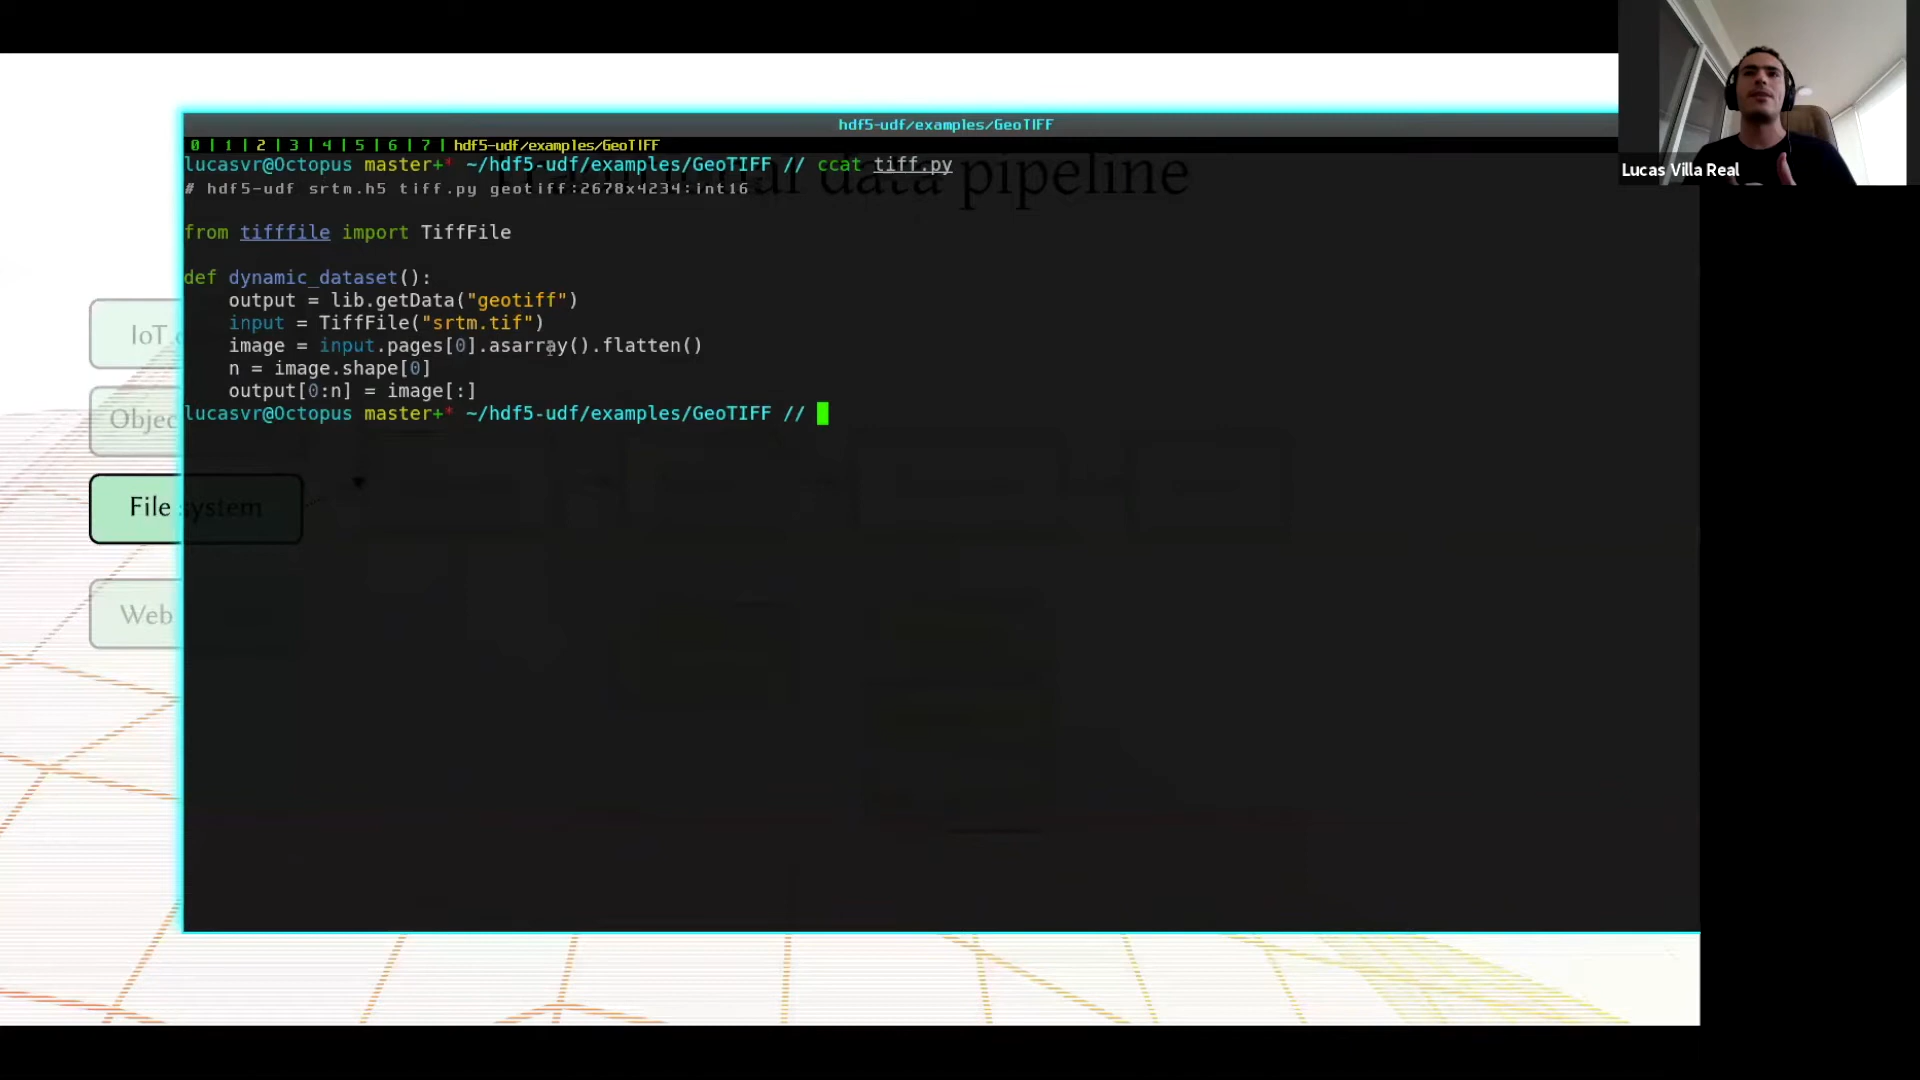 hdf5-udf/examples/GeoTIFF
0 | 1 | 2 | 3 | 4 | 5 | 6 | 7 | hdf5-udf/examples/GeoTIFF
lucasvr@Octopus master+* ~/hdf5-udf/examples/GeoTIFF // ccat tiff.py
# hdf5-udf srtm.h5 tiff.py geotiff:2678x4234:int16
data pipeline
from tifffile import TiffFile
def dynamic_dataset():
    output = lib.getData("geotiff")
    input = TiffFile("srtm.tif")
    image = input.pages[0].asarray().flatten()
    n = image.shape[0]
    output[0:n] = image[:]
lucasvr@Octopus master+* ~/hdf5-udf/examples/GeoTIFF //
IoT
Objec
File system
Web
Lucas Villa Real